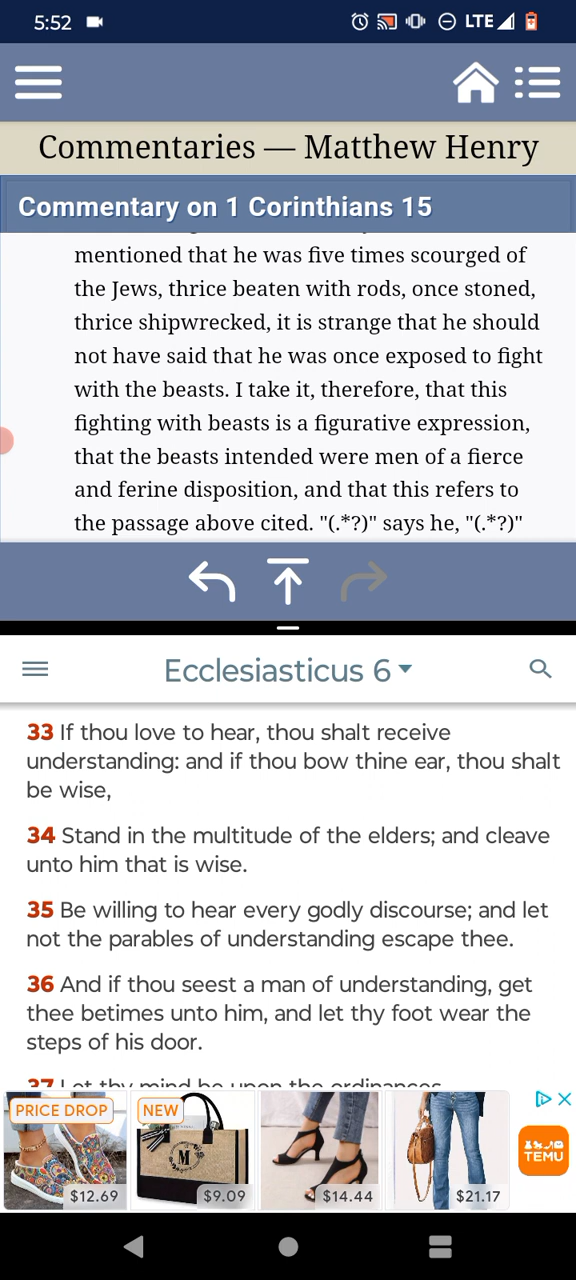 5:52
LTE
Commentaries — Matthew Henry
Commentary on 1 Corinthians 15
mentioned that he was five times scourged of
the Jews, thrice beaten with rods, once stoned,
thrice shipwrecked, it is strange that he should
not have said that he was once exposed to fight
with the beasts. I take it, therefore, that this
fighting with beasts is a figurative expression,
that the beasts intended were men of a fierce
and ferine disposition, and that this refers to
the passage above cited. "(.*?)" says he, "(.*?)"
Ecclesiasticus 6
33 If thou love to hear, thou shalt receive
understanding: and if thou bow thine ear, thou shalt
be wise,
34 Stand in the multitude of the elders; and cleave
unto him that is wise.
35 Be willing to hear every godly discourse; and let
not the parables of understanding escape thee.
36 And if thou seest a man of understanding, get
thee betimes unto him, and let thy foot wear the
steps of his door.
37 Let thy mind be upon the ordinances
PRICE DROP
NEW
M
$12.69
$9.09
$14.44
$21.17
TEMU